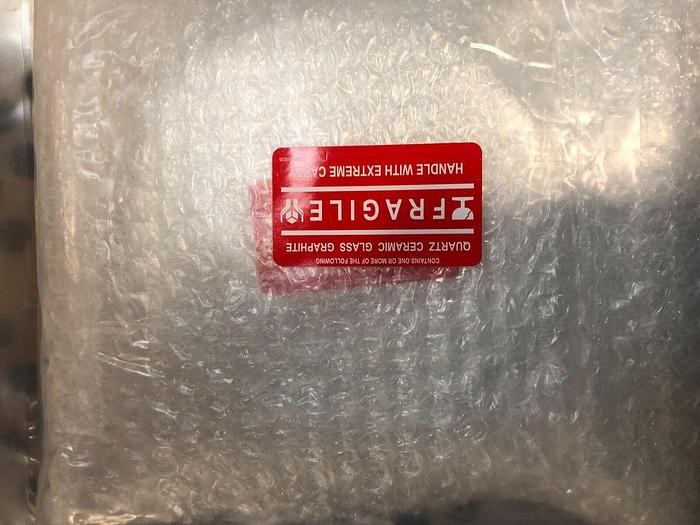 CONTAINS ONE OR MORE OF THE FOLLOWING
QUARTZ CERAMIC GLASS GRAPHITE
FRAGILE
HANDLE WITH EXTREME CARE